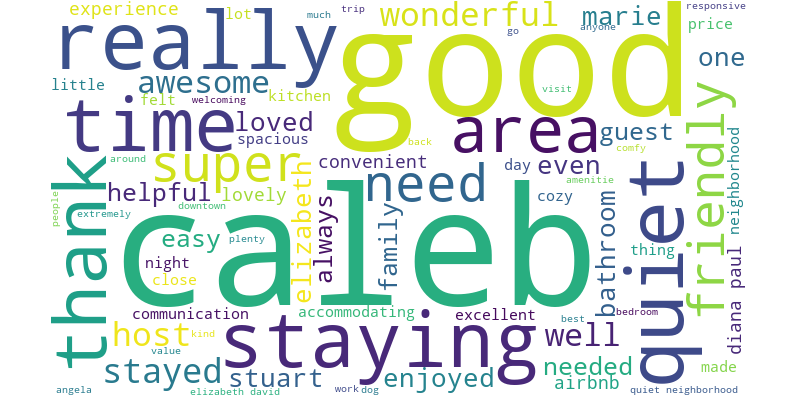 experience lot much trip wonderful marie responsive
really good anyone go price
little awesome kitchen visit one
felt welcoming
time loved area guest
spacious back comfy
around super convenient day even friendly neighborhood
thank helpful lovely need amenitie quiet
people extremely downtown caleb cozy
elizabeth always family bathroom
easy plenty thing
night close diana paul
communication accommodating excellent best bedroom
host kind staying well
value
stayed stuart enjoyed needed made
angela elizabeth david work dog airbnb quiet neighborhood